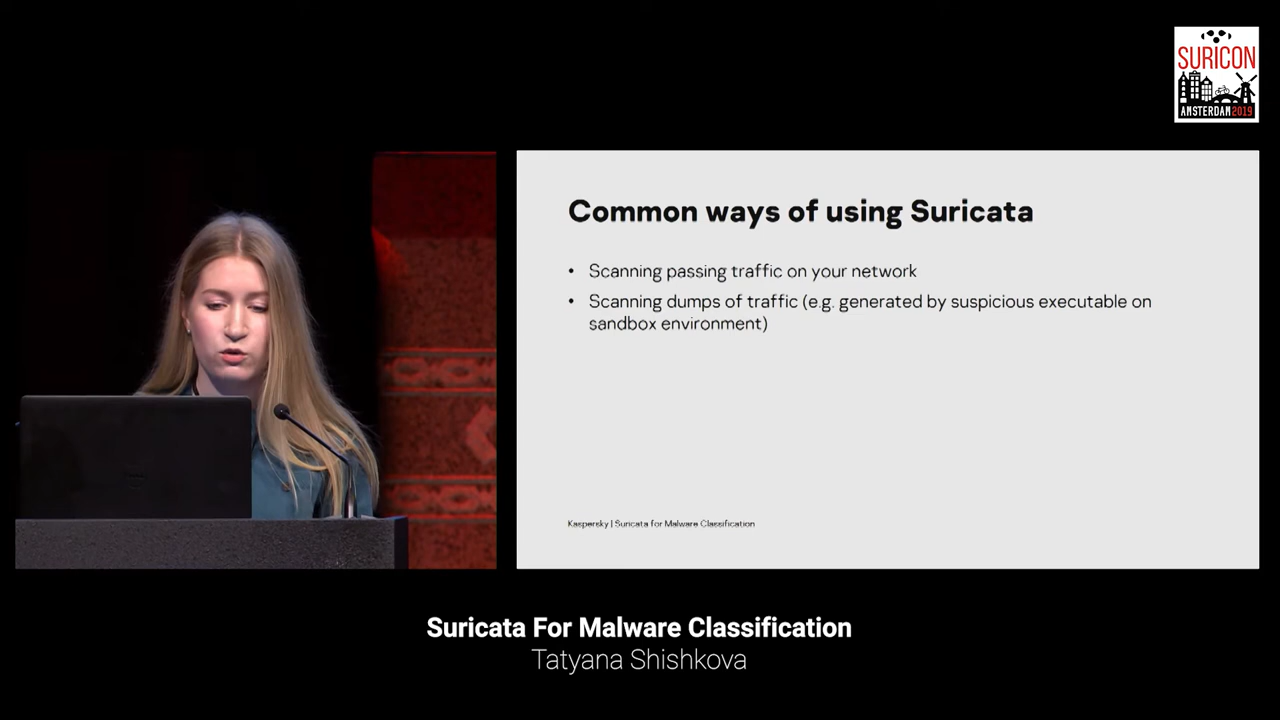 SURICON
AMSTERDAM2019
Common ways of using Suricata
• Scanning passing traffic on your network
• Scanning dumps of traffic (e.g. generated by suspicious executable on
sandbox environment)
Kaspersky | Suricata for Malware Classification
Suricata For Malware Classification
Tatyana Shishkova